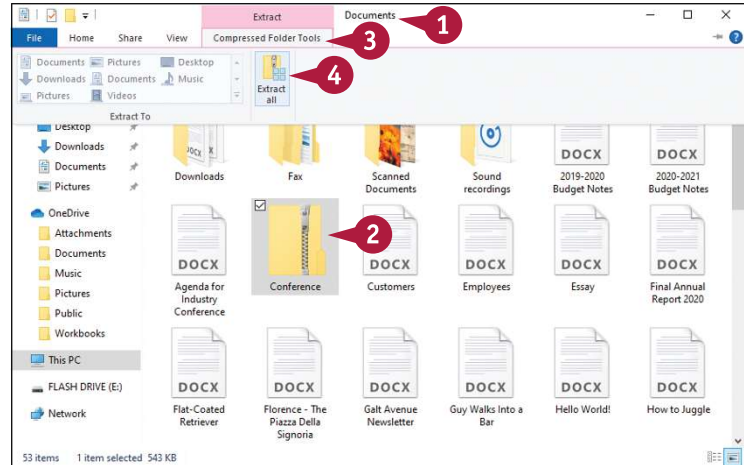 Extract
Documents
1
File Home Share View Compressed Folder Tools
3
Documents Pictures Desktop
Downloads Documents Music
Pictures Videos
Extract
all
4
Extract To
Desktop
Downloads
Documents
Pictures
OneDrive
Attachments
Documents
Music
Pictures
Public
Workbooks
This PC
FLASH DRIVE (E:)
Network
DOCX
Downloads
Fax
Scanned
Documents
Sound
recordings
DOCX
2019-2020
Budget Notes
DOCX
2020-2021
Budget Notes
DOCX
Agenda for
Industry
Conference
Conference
2
DOCX
Customers
DOCX
Employees
DOCX
Essay
DOCX
Final Annual
Report 2020
DOCX
Flat-Coated
Retriever
DOCX
Florence - The
Piazza Della
Signoria
DOCX
Galt Avenue
Newsletter
DOCX
Guy Walks Into a
Bar
DOCX
Hello World!
DOCX
How to Juggle
53 items 1 item selected 543 KB